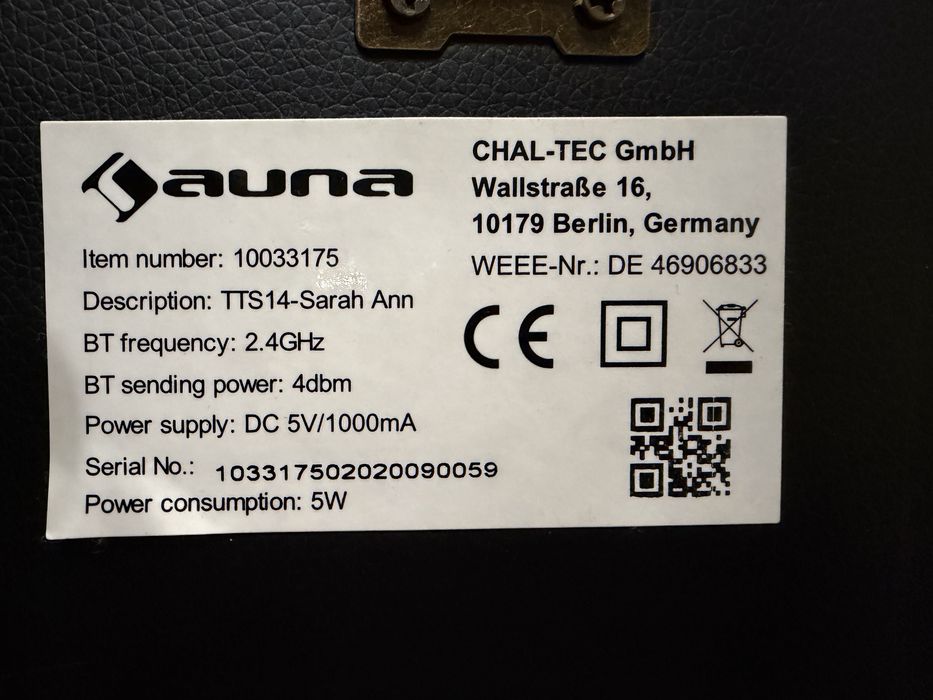 auna
Item number: 10033175
Description: TTS14-Sarah Ann
BT frequency: 2.4GHz
BT sending power: 4dbm
Power supply: DC 5V/1000mA
Serial No.: 103317502020090059
Power consumption: 5W
CHAL-TEC GmbH
Wallstraße 16,
10179 Berlin, Germany
WEEE-Nr.: DE 46906833
CE